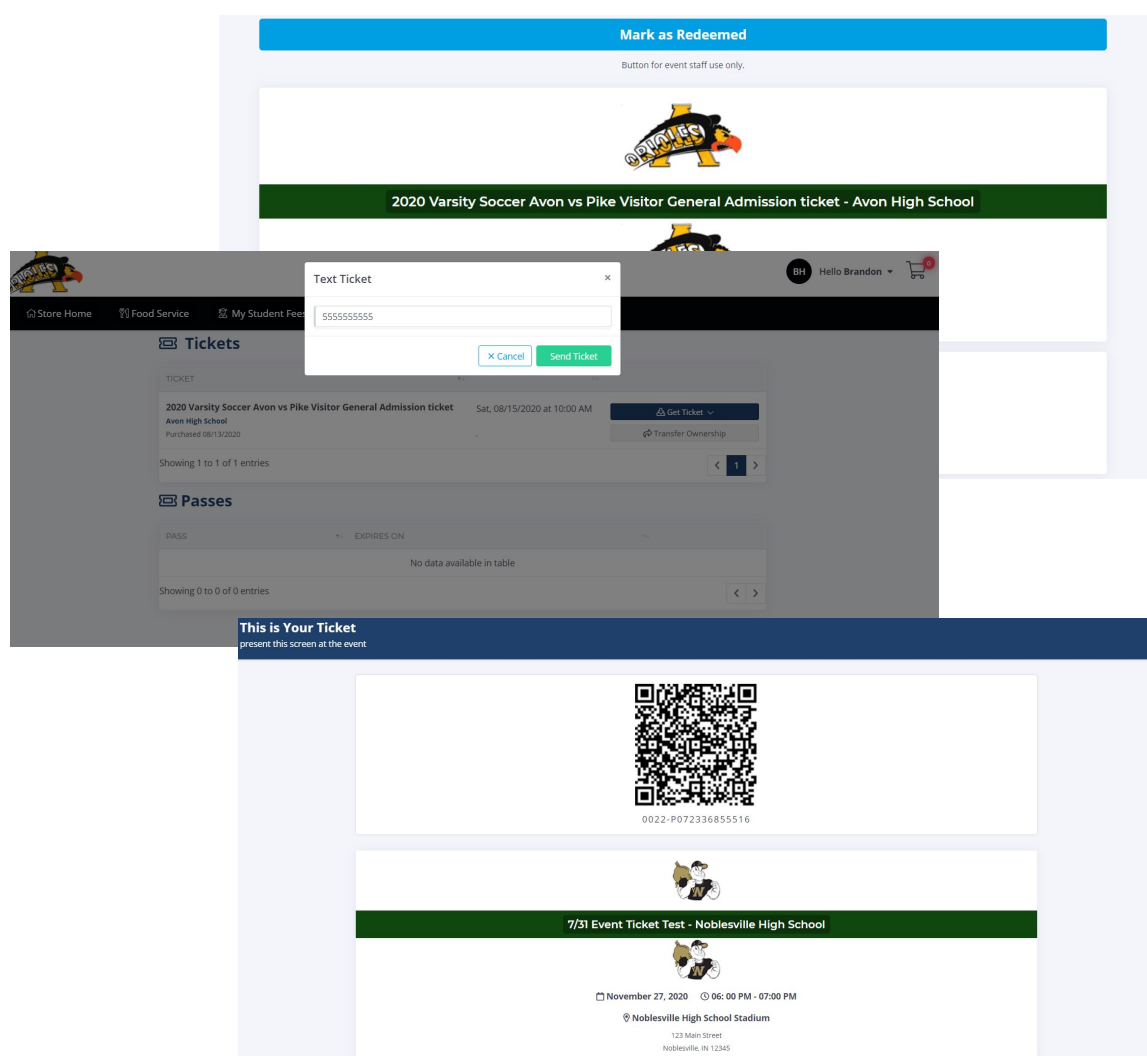 Mark as Redeemed
Button for event staff use only.
ORIOLES
2020 Varsity Soccer Avon vs Pike Visitor General Admission ticket - Avon High School
Text Ticket ×
BH Hello Brandon 0
5555555555
Store Home Food Service My Student Fees
× Cancel Send Ticket
Tickets
TICKET
2020 Varsity Soccer Avon vs Pike Visitor General Admission ticket Sat, 08/15/2020 at 10:00 AM Get Ticket
Avon High School
Purchased 08/13/2020 - Transfer Ownership
Showing 1 to 1 of 1 entries < 1 >
Passes
PASS EXPIRES ON
No data available in table
Showing 0 to 0 of 0 entries < >
This is Your Ticket
present this screen at the event
0022-P072336855516
N
7/31 Event Ticket Test - Noblesville High School
N
November 27, 2020 06: 00 PM - 07:00 PM
Noblesville High School Stadium
123 Main Street
Noblesville, IN 12345